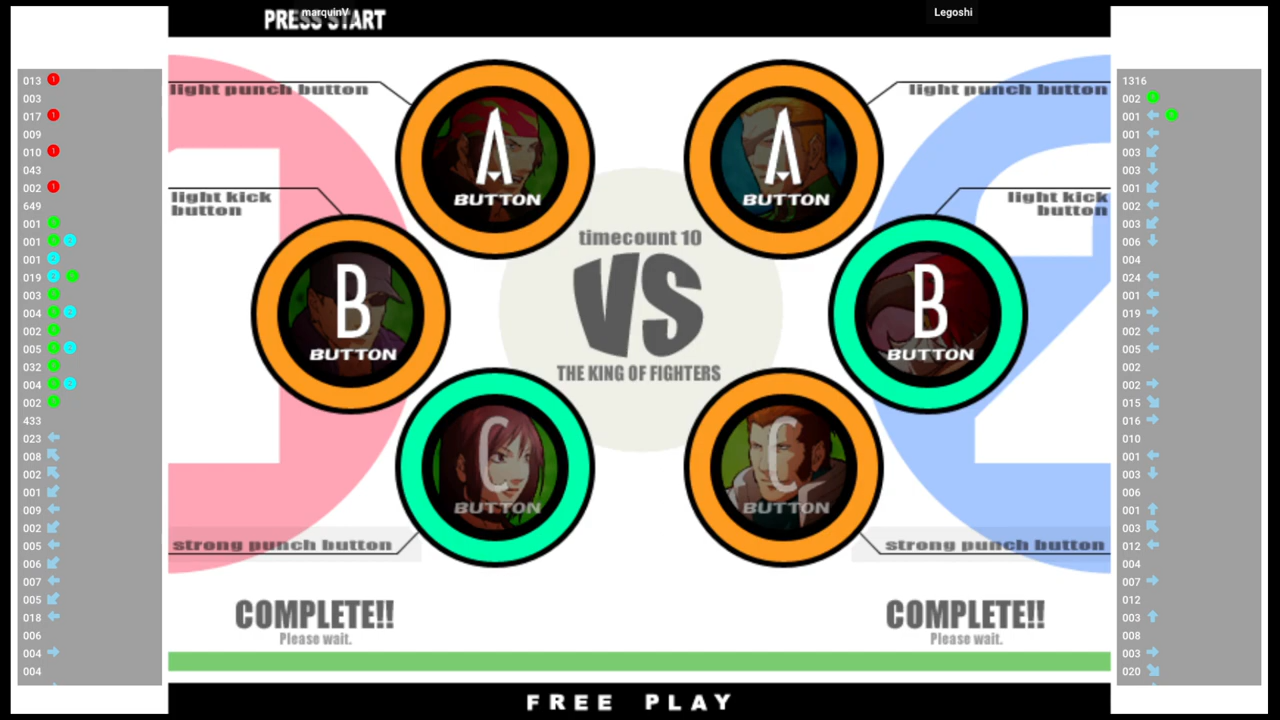 PRESS START
marquinV
Legoshi
light punch button
light punch button
A
BUTTON
A
BUTTON
light kick
button
light kick
button
timecount 10
VS
THE KING OF FIGHTERS
B
BUTTON
B
BUTTON
C
BUTTON
C
BUTTON
strong punch button
strong punch button
COMPLETE!!
Please wait.
COMPLETE!!
Please wait.
FREE PLAY
013 1
003
017 1
009
010 1
043
002 1
649
001
001
001
019
003
004
002
005
032
004
002
433
023
008
002
001
009
002
005
006
007
005
018
006
004
004
1316
002
001
001
003
003
001
002
003
006
004
024
001
019
002
005
002
002
015
016
010
001
003
006
001
003
012
004
007
012
003
008
003
020